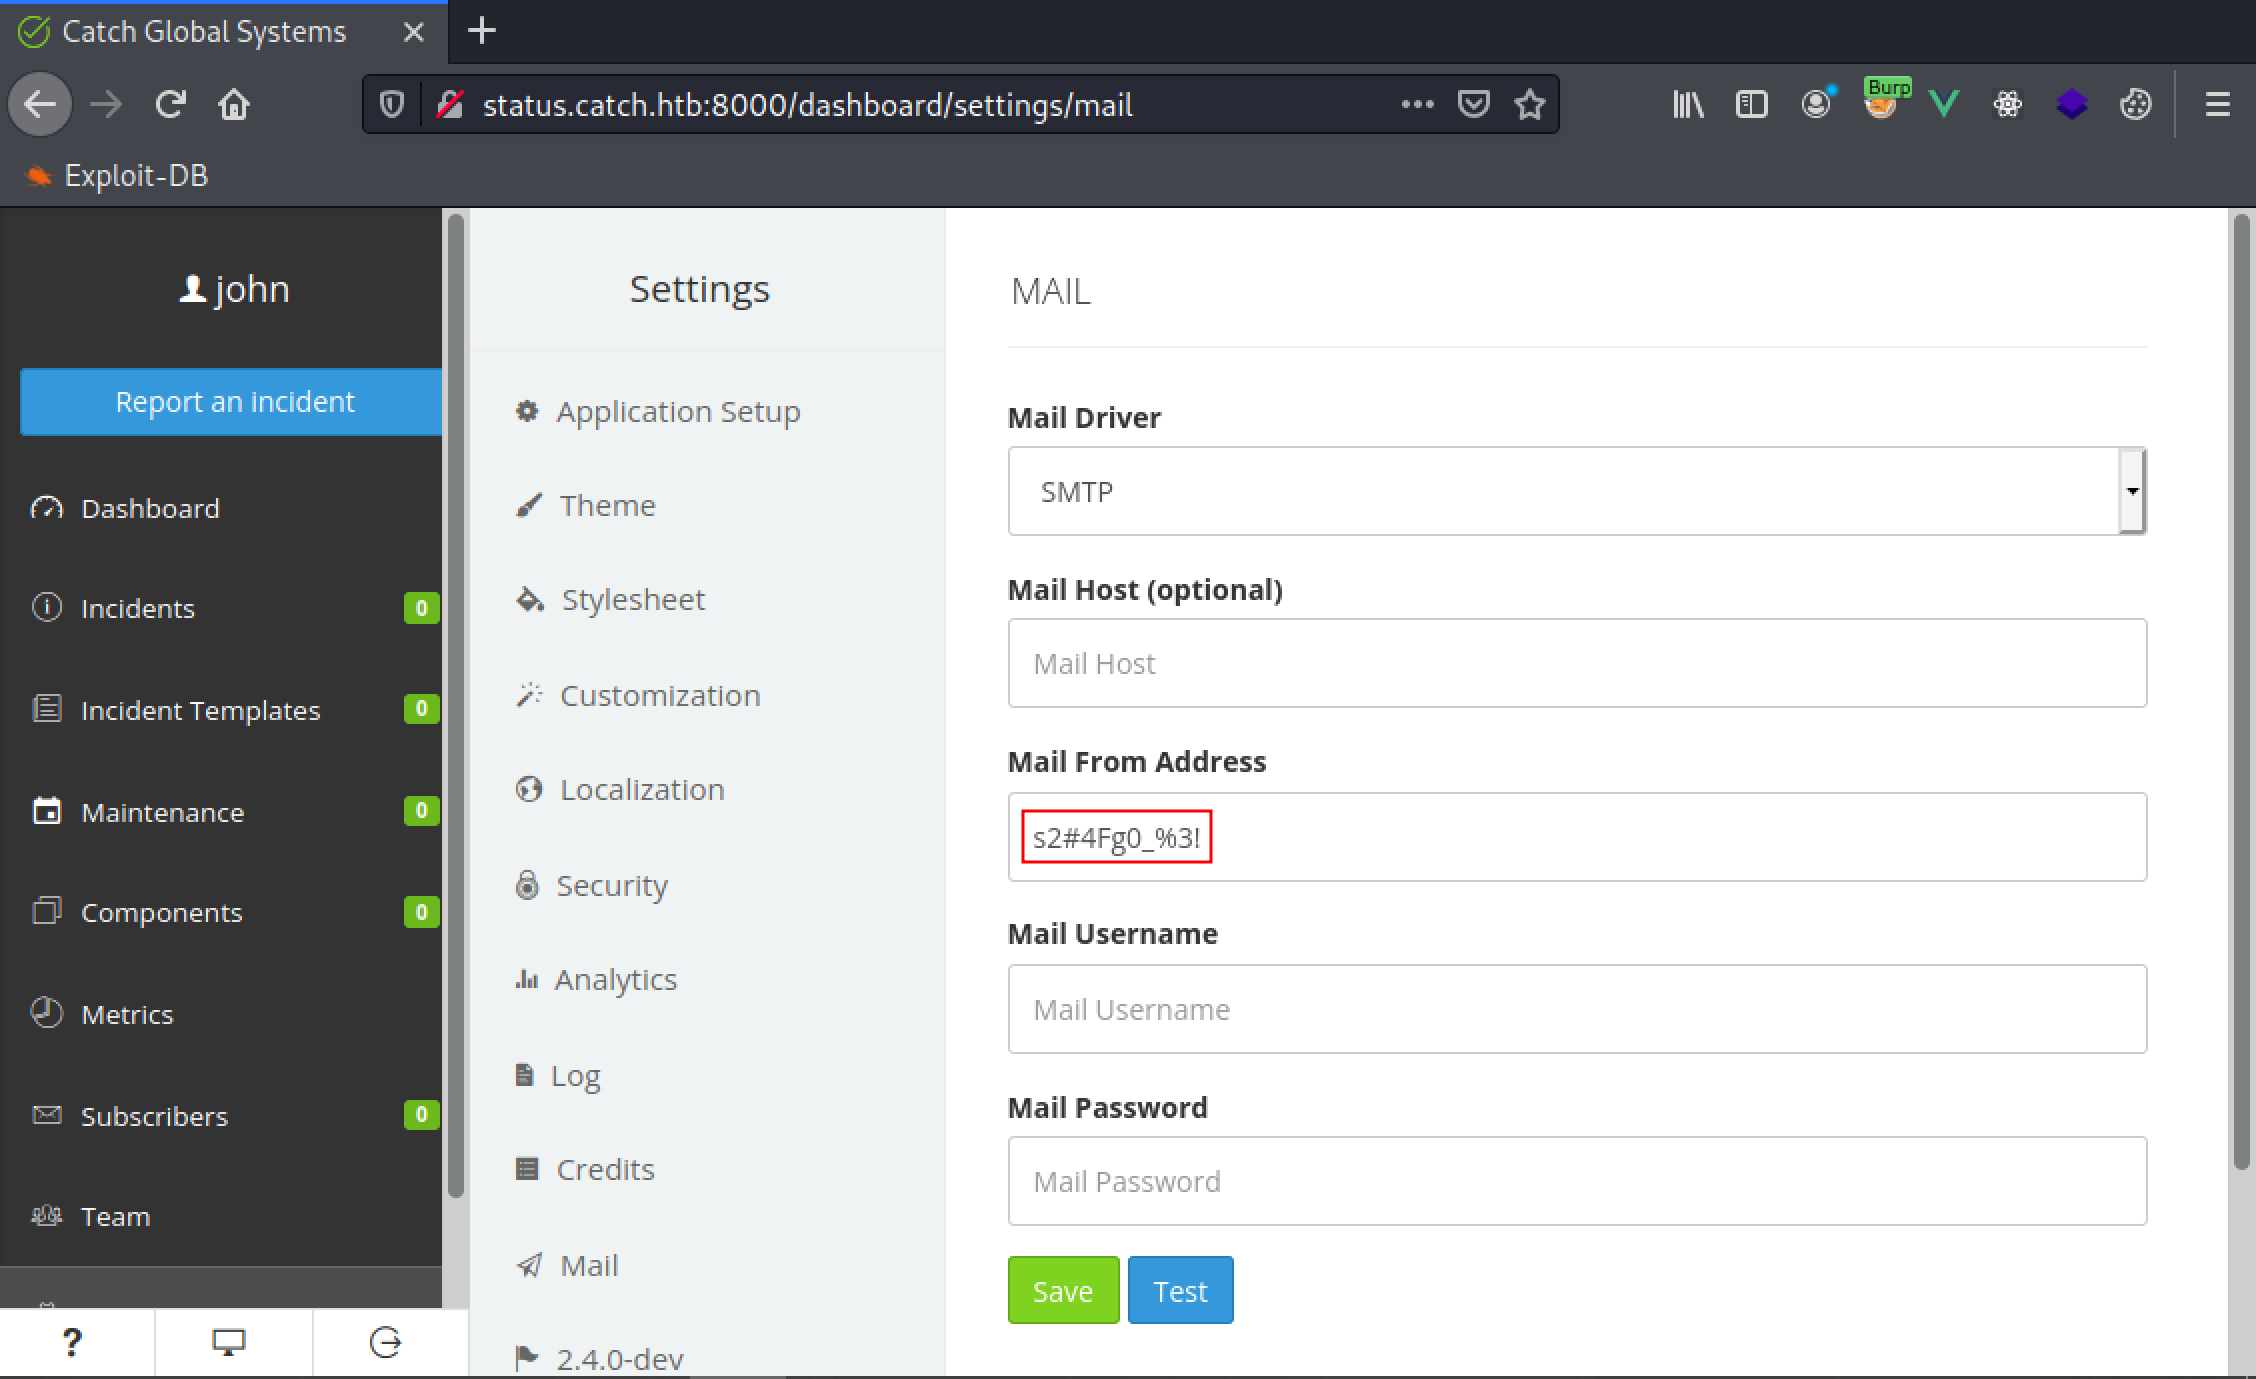 Catch Global Systems
status.catch.htb:8000/dashboard/settings/mail
Burp
Exploit-DB
john
Report an incident
Dashboard
Incidents 0
Incident Templates 0
Maintenance 0
Components 0
Metrics
Subscribers 0
Team
?
Settings
Application Setup
Theme
Stylesheet
Customization
Localization
Security
Analytics
Log
Credits
Mail
2.4.0-dev
MAIL
Mail Driver
SMTP
Mail Host (optional)
Mail Host
Mail From Address
s2#4Fg0_%3!
Mail Username
Mail Username
Mail Password
Mail Password
Save Test